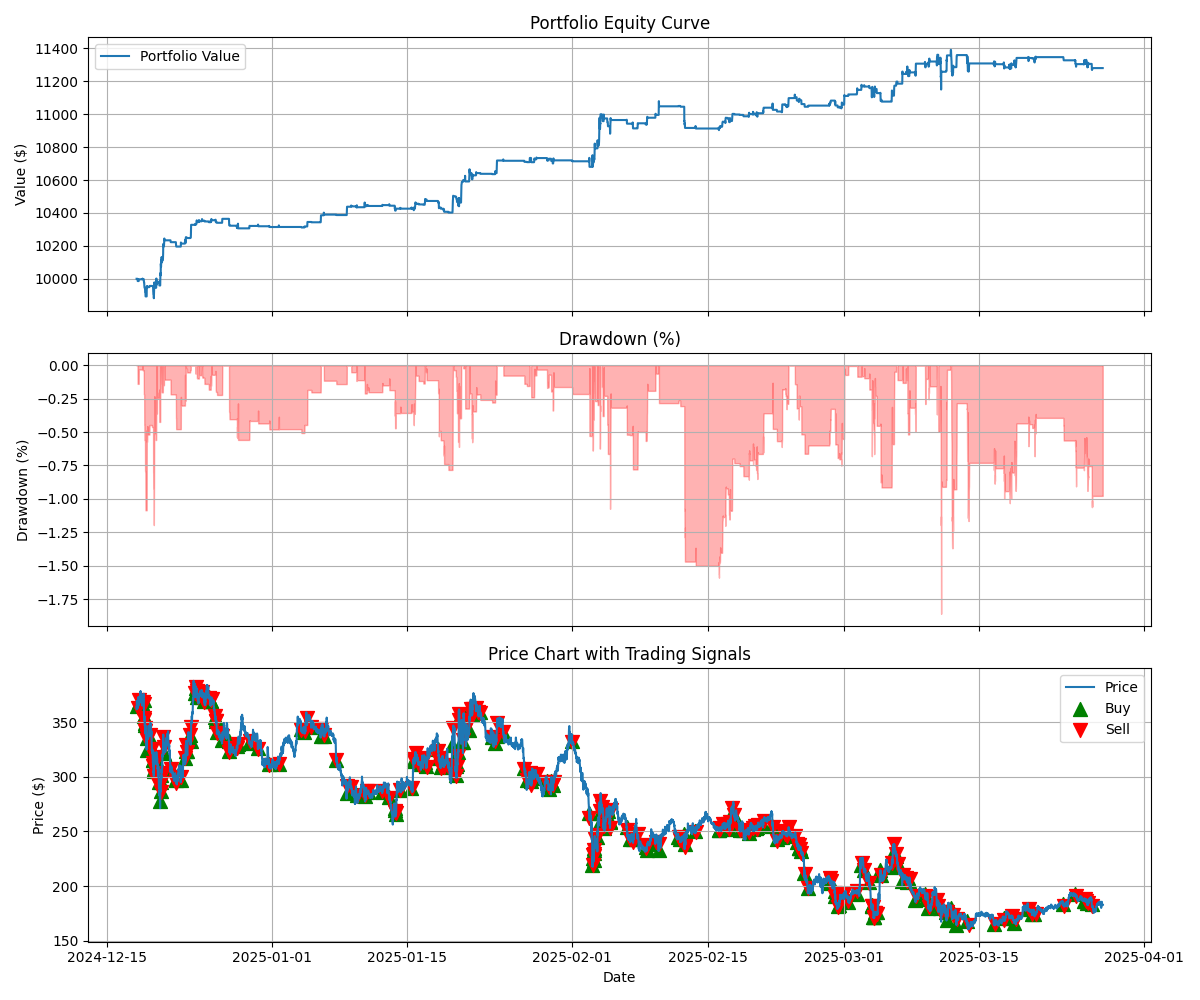 Portfolio Equity Curve
Portfolio Value
11400
11200
11000
10800
10600
10400
10200
10000
Value ($)
Drawdown (%)
0.00
−0.25
−0.50
−0.75
−1.00
−1.25
−1.50
−1.75
Drawdown (%)
Price Chart with Trading Signals
Price
Buy
Sell
350
300
250
200
150
Price ($)
2024-12-15 2025-01-01 2025-01-15 2025-02-01 2025-02-15 2025-03-01 2025-03-15 2025-04-01
Date